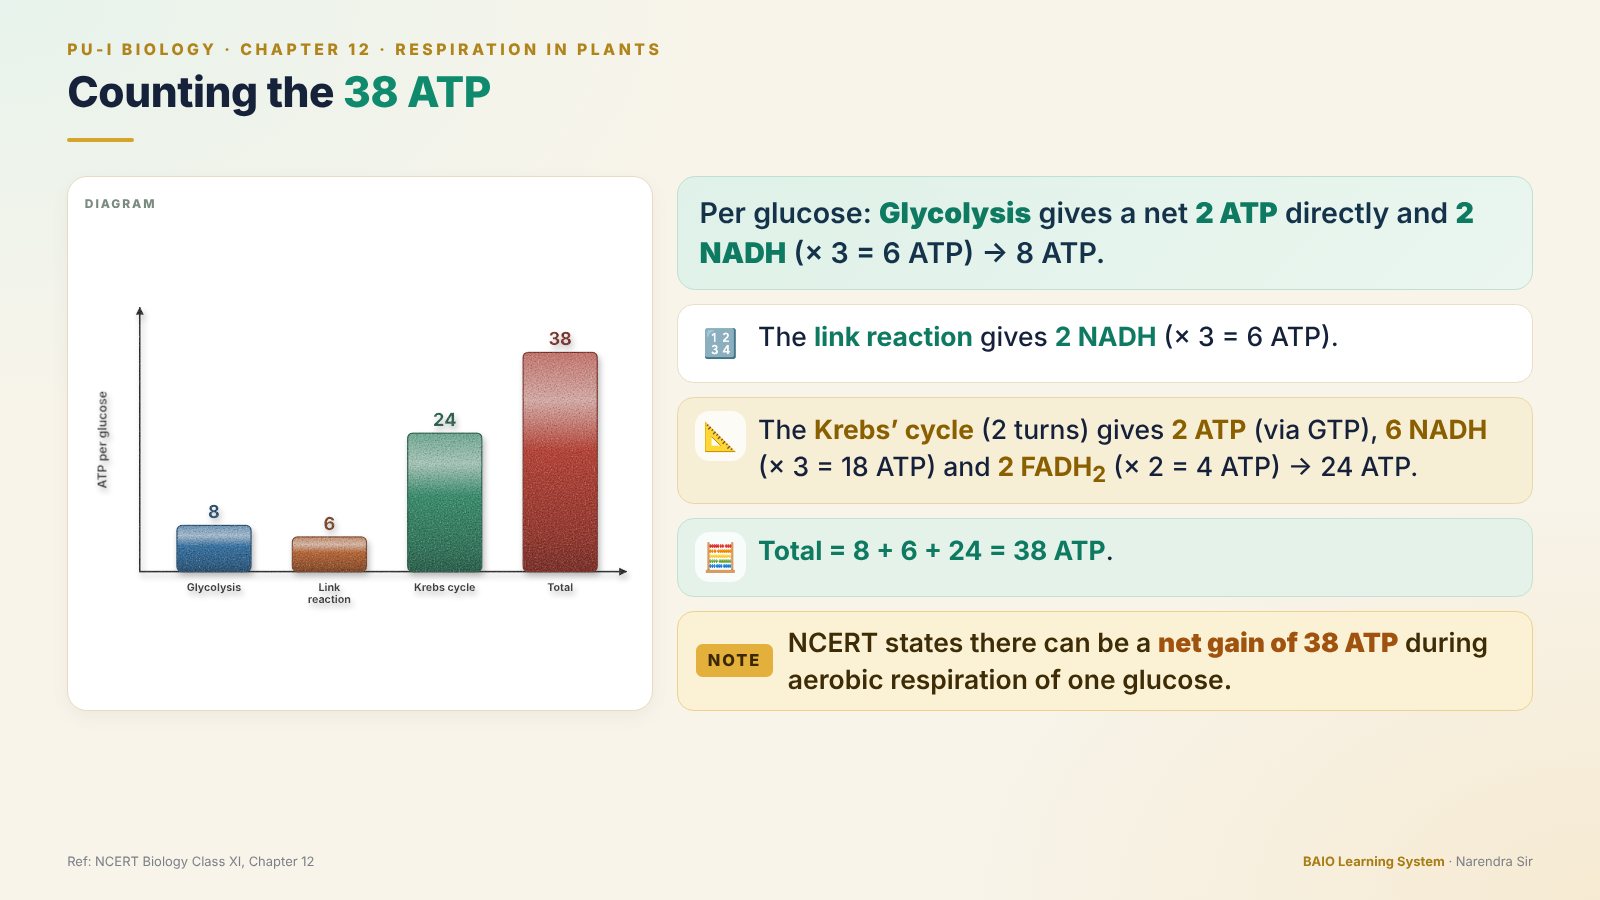 PU-I BIOLOGY · CHAPTER 12 · RESPIRATION IN PLANTS
Counting the 38 ATP
DIAGRAM
ATP per glucose
8
6
24
38
Glycolysis
Link
reaction
Krebs cycle
Total
Per glucose: Glycolysis gives a net 2 ATP directly and 2
NADH (× 3 = 6 ATP) → 8 ATP.
The link reaction gives 2 NADH (× 3 = 6 ATP).
The Krebs’ cycle (2 turns) gives 2 ATP (via GTP), 6 NADH
(× 3 = 18 ATP) and 2 FADH₂ (× 2 = 4 ATP) → 24 ATP.
Total = 8 + 6 + 24 = 38 ATP.
NOTE
NCERT states there can be a net gain of 38 ATP during
aerobic respiration of one glucose.
Ref: NCERT Biology Class XI, Chapter 12
BAIO Learning System · Narendra Sir